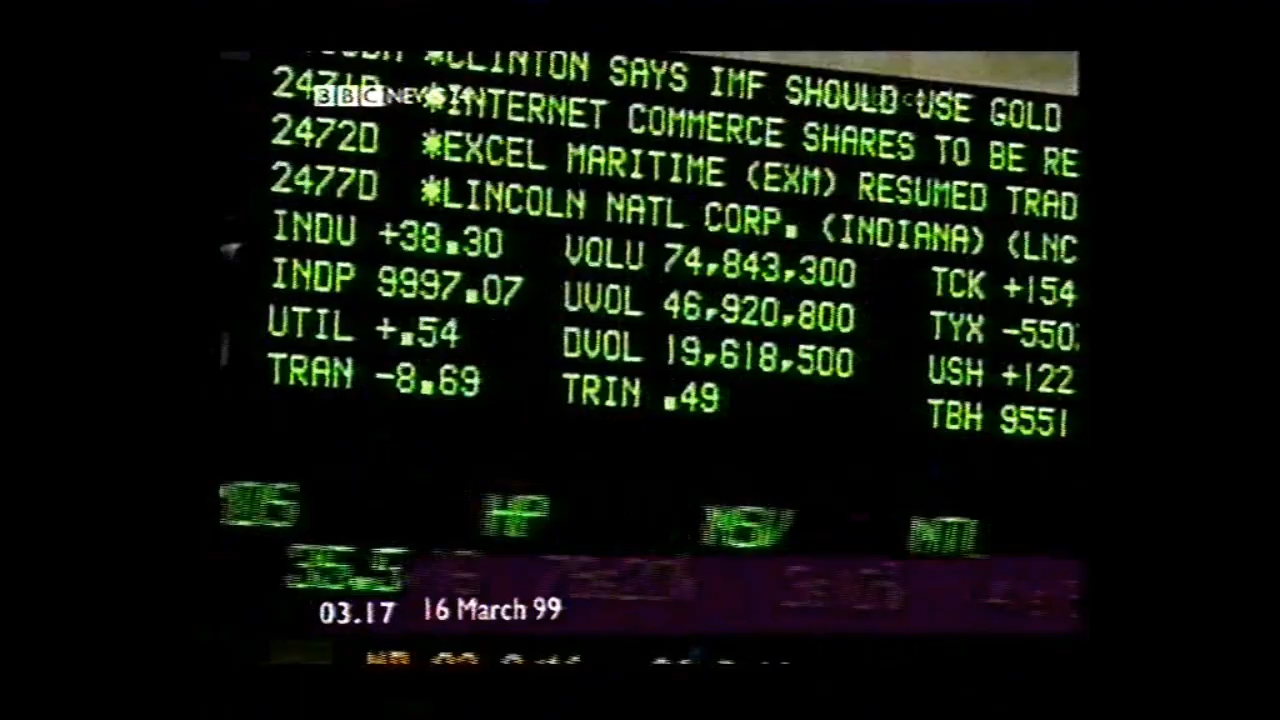 *CLINTON SAYS IMF SHOULD USE GOLD
2471D *INTERNET COMMERCE SHARES TO BE RE
BBC NEWS 24
2472D *EXCEL MARITIME (EXM) RESUMED TRAD
2477D *LINCOLN NATL CORP. (INDIANA) (LNC
INDU +38.30 VOLU 74,843,300 TCK +154
INDP 9997.07 UVOL 46,920,800 TYX -550
UTIL +.54 DVOL 19,618,500 USH +122
TRAN -8.69 TRIN .49 TBH 9551
HP
35.5
03.17 16 March 99